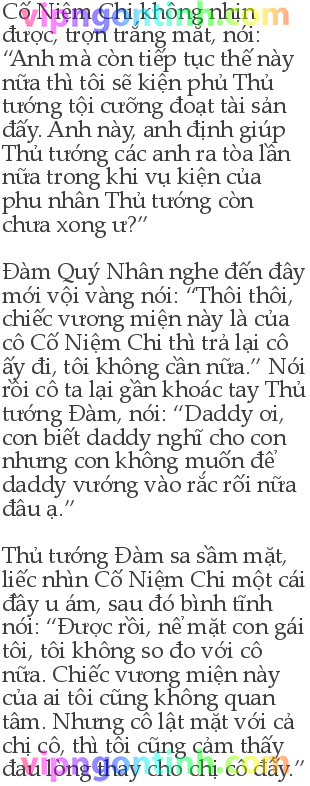 Cố Niệm Chi không nhịn
được, trợn trắng mắt, nói:
“Anh mà còn tiếp tục thế này
nữa thì tôi sẽ kiện phủ Thủ
tướng tội cưỡng đoạt tài sản
đấy. Anh này, anh định giúp
Thủ tướng các anh ra tòa lần
nữa trong khi vụ kiện của
phu nhân Thủ tướng còn
chưa xong ư?”
Đàm Quý Nhân nghe đến đây
mới vội vàng nói: “Thôi thôi,
chiếc vương miện này là của
cô Cố Niệm Chi thì trả lại cô
ấy đi, tôi không cần nữa.” Nói
rồi cô ta lại gần khoác tay Thủ
tướng Đàm, nói: “Daddy ơi,
con biết daddy nghĩ cho con
nhưng con không muốn để
daddy vướng vào rắc rối nữa
đâu ạ.”
Thủ tướng Đàm sa sầm mặt,
liếc nhìn Cố Niệm Chi một cái
đầy u ám, sau đó bình tĩnh
nói: “Được rồi, nể mặt con gái
tôi, tôi không so đo với cô
nữa. Chiếc vương miện này
của ai tôi cũng không quan
tâm. Nhưng cô lật mặt với cả
chị cô, thì tôi cũng cảm thấy
đau lòng thay cho chị cô đấy.”
vipngontinh.com
vipngontinh.com